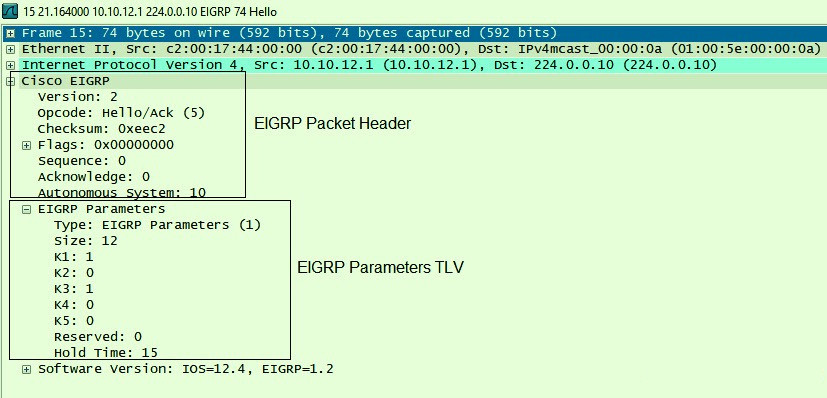 15 21.164000 10.10.12.1 224.0.0.10 EIGRP 74 Hello
Frame 15: 74 bytes on wire (592 bits), 74 bytes captured (592 bits)
Ethernet II, Src: c2:00:17:44:00:00 (c2:00:17:44:00:00), Dst: IPv4mcast_00:00:0a (01:00:5e:00:00:0a)
Internet Protocol Version 4, Src: 10.10.12.1 (10.10.12.1), Dst: 224.0.0.10 (224.0.0.10)
Cisco EIGRP
Version: 2
Opcode: Hello/Ack (5)
Checksum: 0xeec2
EIGRP Packet Header
Flags: 0x00000000
Sequence: 0
Acknowledge: 0
Autonomous System: 10
EIGRP Parameters
Type: EIGRP Parameters (1)
Size: 12
K1: 1
EIGRP Parameters TLV
K2: 0
K3: 1
K4: 0
K5: 0
Reserved: 0
Hold Time: 15
Software Version: IOS=12.4, EIGRP=1.2